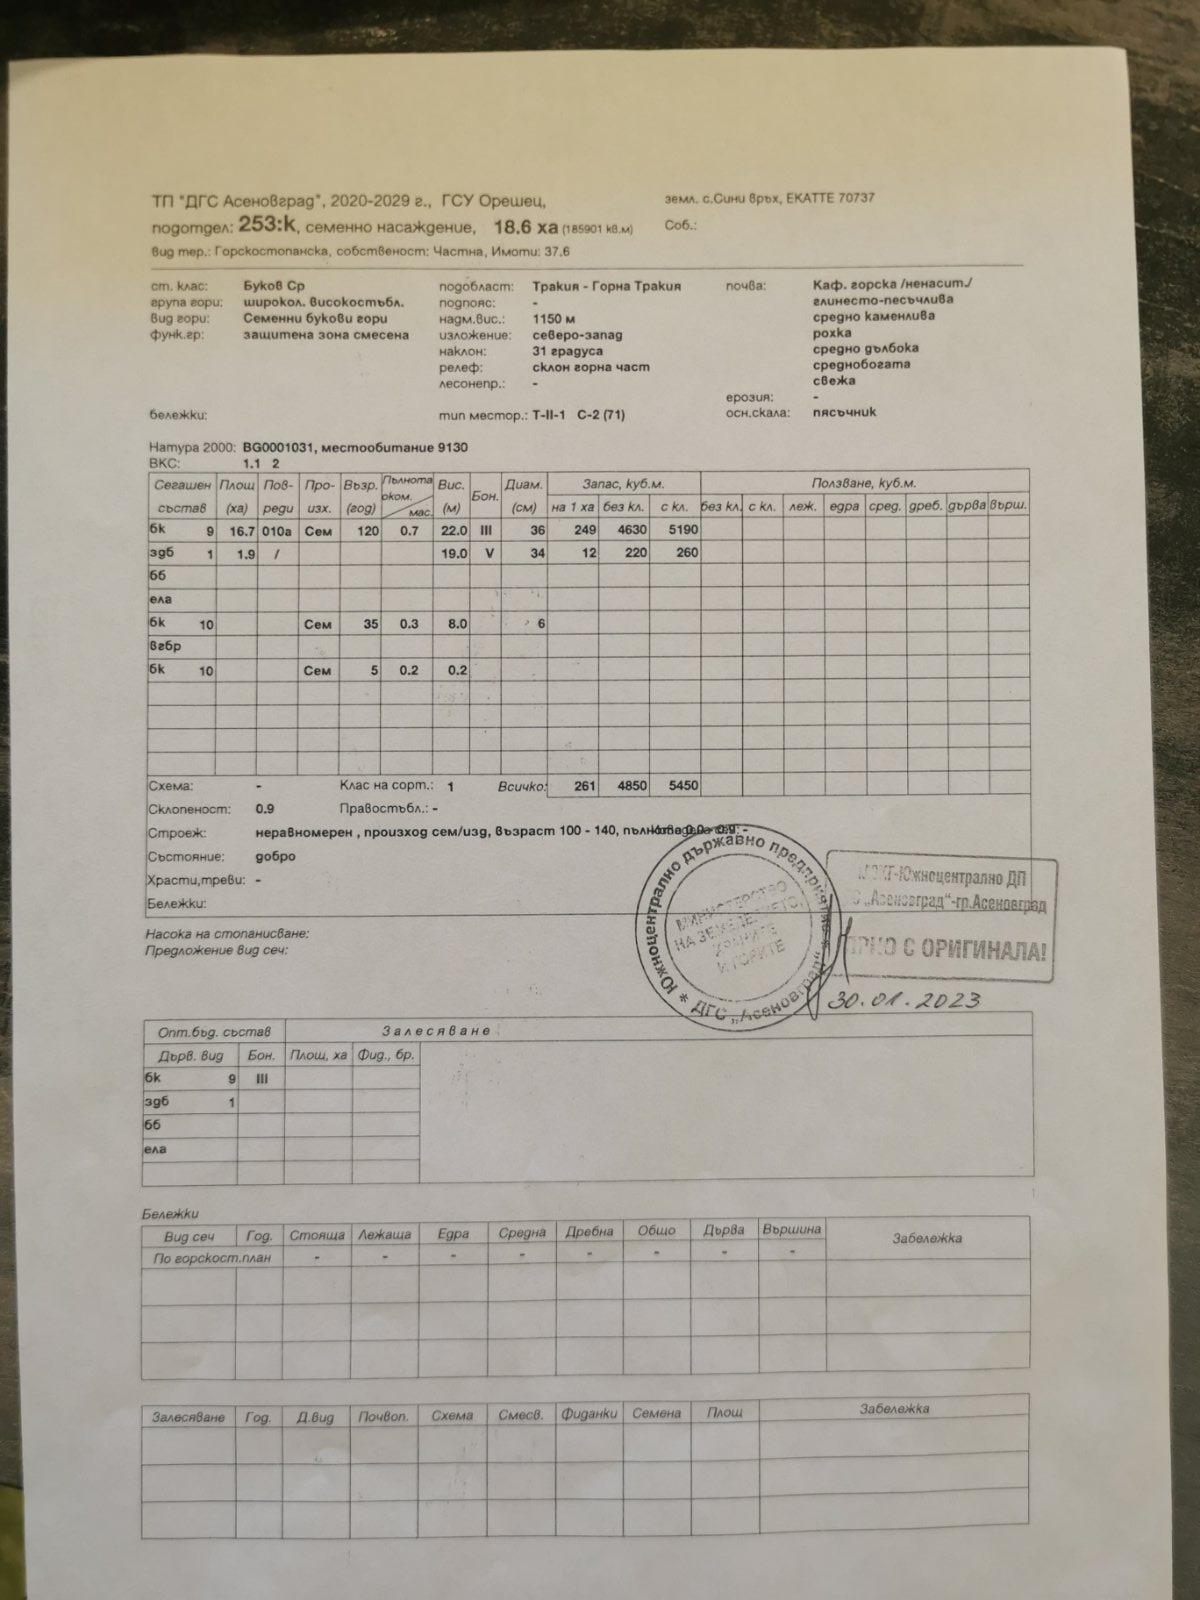 ТП "ДГС Асеновград", 2020-2029 г., ГСУ Орешец,
земл. с.Сини връх, ЕКАТТЕ 70737
подотдел: 253:k, семенно насаждение, 18.6 ха (185901 кв.м)
Соб.:
вид тер.: Горскостопанска, собственост: Частна, Имоти: 37.6
ст. клас: Буков Ср подобласт: Тракия - Горна Тракия почва: Каф. горска /ненасит./
група гори: широкол. високостъбл. подпояс: - глинесто-песъчлива
вид гори: Семенни букови гори надм.вис.: 1150 м средно каменлива
функ.гр: защитена зона смесена изложение: северо-запад рохка
наклон: 31 градуса средно дълбока
релеф: склон горна част среднобогата
лесонепр.: - свежа
ерозия: -
бележки: тип местор.: Т-II-1 С-2 (71) осн.скала: пясъчник
Натура 2000: BG0001031, местообитание 9130
ВКС: 1.1 2
Сегашен състав Площ (ха) Пов-реди Про-изх. Възр. (год) Пълнота оком. мас. Вис. (м) Бон. Диам. (см) Запас, куб.м. Ползване, куб.м.
на 1 ха без кл. с кл. без кл. с кл. леж. едра сред. дреб. дърва върш.
бк 9 16.7 010а Сем 120 0.7 22.0 III 36 249 4630 5190
здб 1 1.9 / 19.0 V 34 12 220 260
бб
ела
бк 10 Сем 35 0.3 8.0 6
вгбр
бк 10 Сем 5 0.2 0.2
Схема: - Клас на сорт.: 1 Всичко: 261 4850 5450
Склопеност: 0.9 Правостъбл.: -
Строеж: неравномерен , произход сем/изд, възраст 100 - 140, пълнота
Състояние: добро
Храсти,треви: -
Бележки:
Насока на стопанисване:
Предложение вид сеч:
Южноцентрално държавно предприятие
* ДГС „Асеновград" *
МИНИСТЕРСТВО
НА ЗЕМЕДЕЛИЕТО,
ХРАНИТЕ
И ГОРИТЕ
-Южноцентрално ДП
С „Асеновград"-гр.Асеновград
РНО С ОРИГИНАЛА!
30.01.2023
Опт.бъд. състав Залесяване
Дърв. вид Бон. Площ, ха Фид., бр.
бк 9 III
здб 1
бб
ела
Бележки
Вид сеч Год. Стояща Лежаща Едра Средна Дребна Общо Дърва Вършина Забележка
По горскост.план - - - - - - - -
Залесяване Год. Д.вид Почвоп. Схема Смесв. Фиданки Семена Площ Забележка